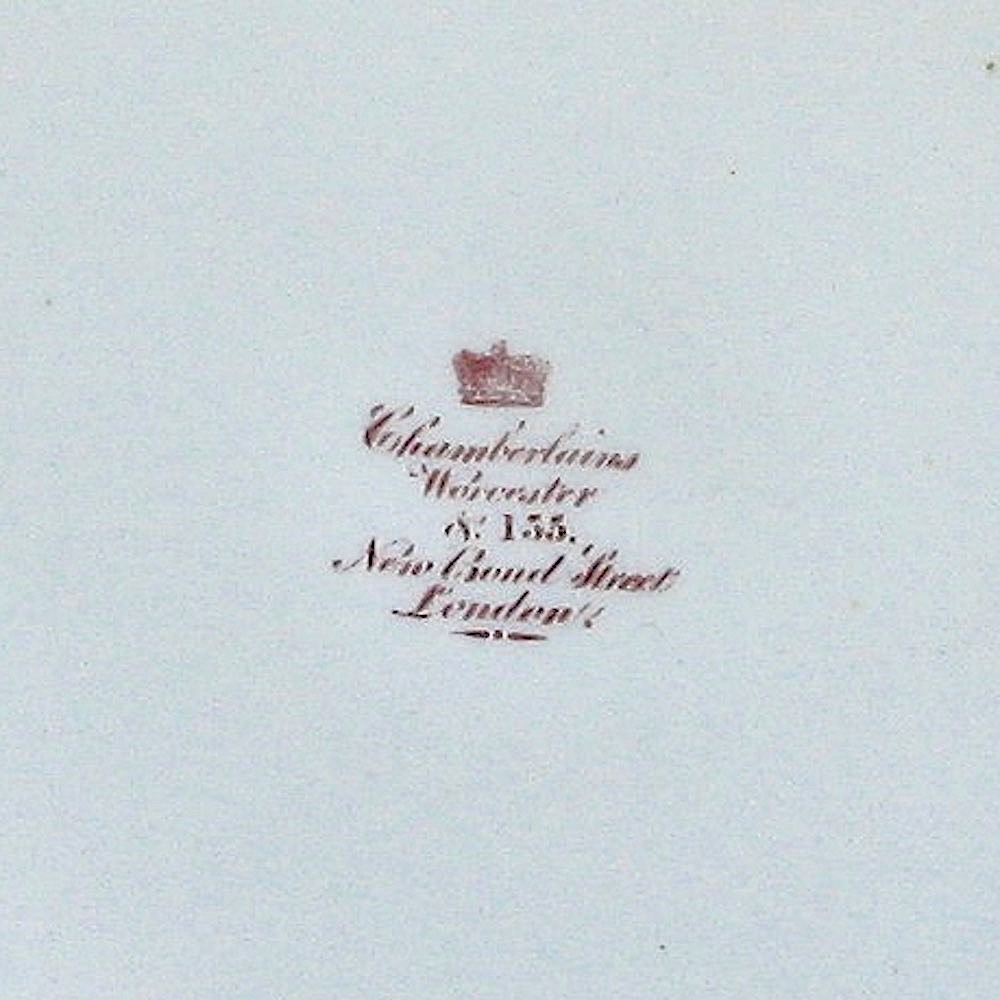 Chamberlains
Worcester
& 155.
New Bond Street
London